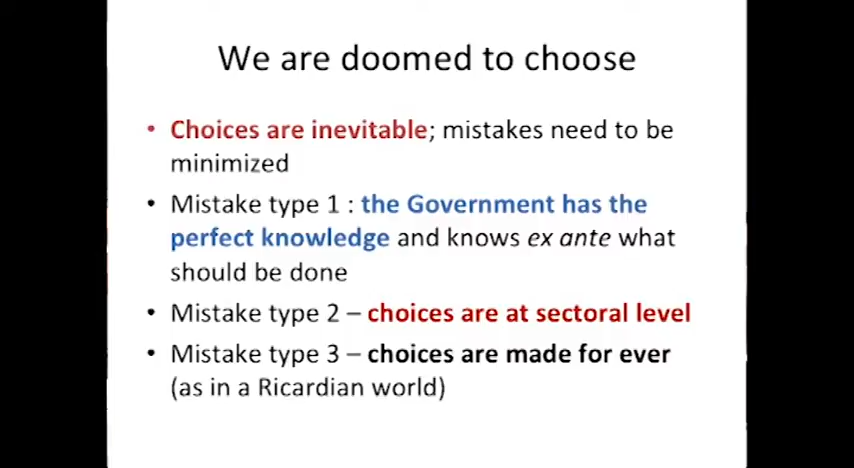 We are doomed to choose
• Choices are inevitable; mistakes need to be
minimized
• Mistake type 1 : the Government has the
perfect knowledge and knows ex ante what
should be done
• Mistake type 2 – choices are at sectoral level
• Mistake type 3 – choices are made for ever
(as in a Ricardian world)